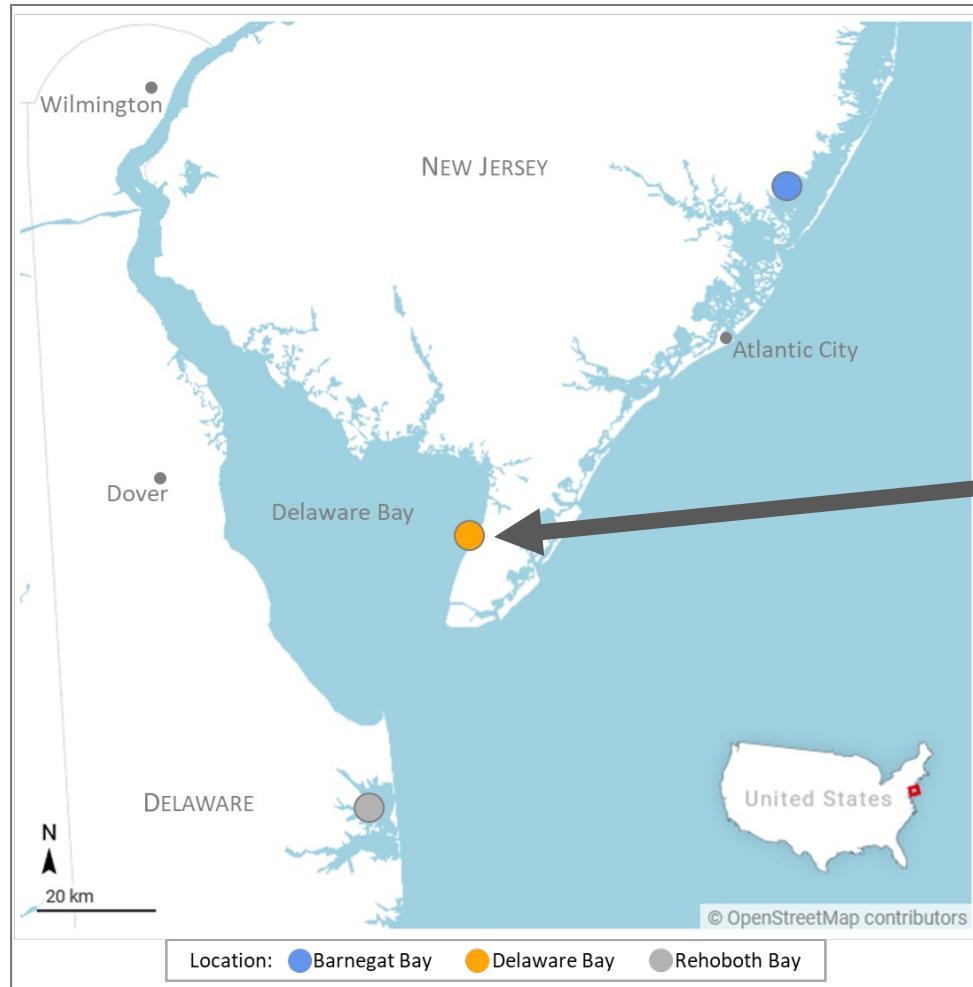 Wilmington
NEW JERSEY
Atlantic City
Dover
Delaware Bay
DELAWARE
United States
N
20 km
© OpenStreetMap contributors
Location: Barnegat Bay Delaware Bay Rehoboth Bay